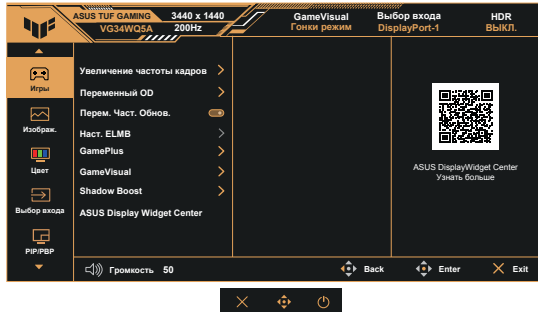 ASUS TUF GAMING 3440 x 1440
VG34WQ5A 200Hz
GameVisual
Гонки режим
Выбор входа
DisplayPort-1
HDR
ВЫКЛ.
Игры
Изображ.
Цвет
Выбор входа
PIP/PBP
Увеличение частоты кадров
Переменный OD
Перем. Част. Обнов.
Наст. ELMB
GamePlus
GameVisual
Shadow Boost
ASUS Display Widget Center
ASUS DisplayWidget Center
Узнать больше
Громкость 50
Back
Enter
Exit